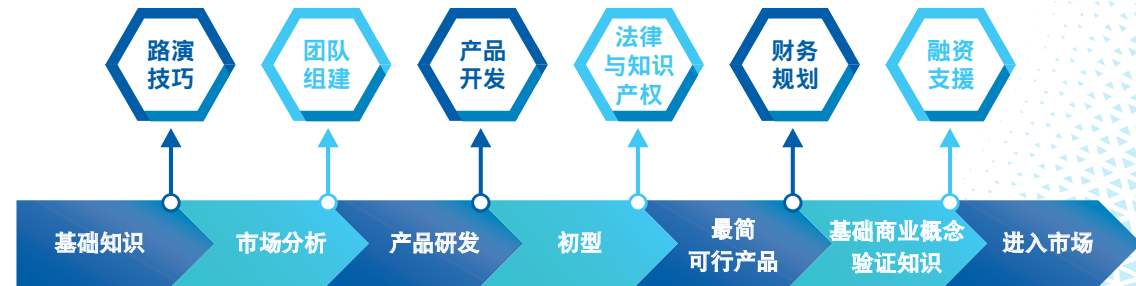 路演
技巧
团队
组建
产品
开发
法律
与知识
产权
财务
规划
融资
支援
基础知识
市场分析
产品研发
初型
最简
可行产品
基础商业概念
验证知识
进入市场